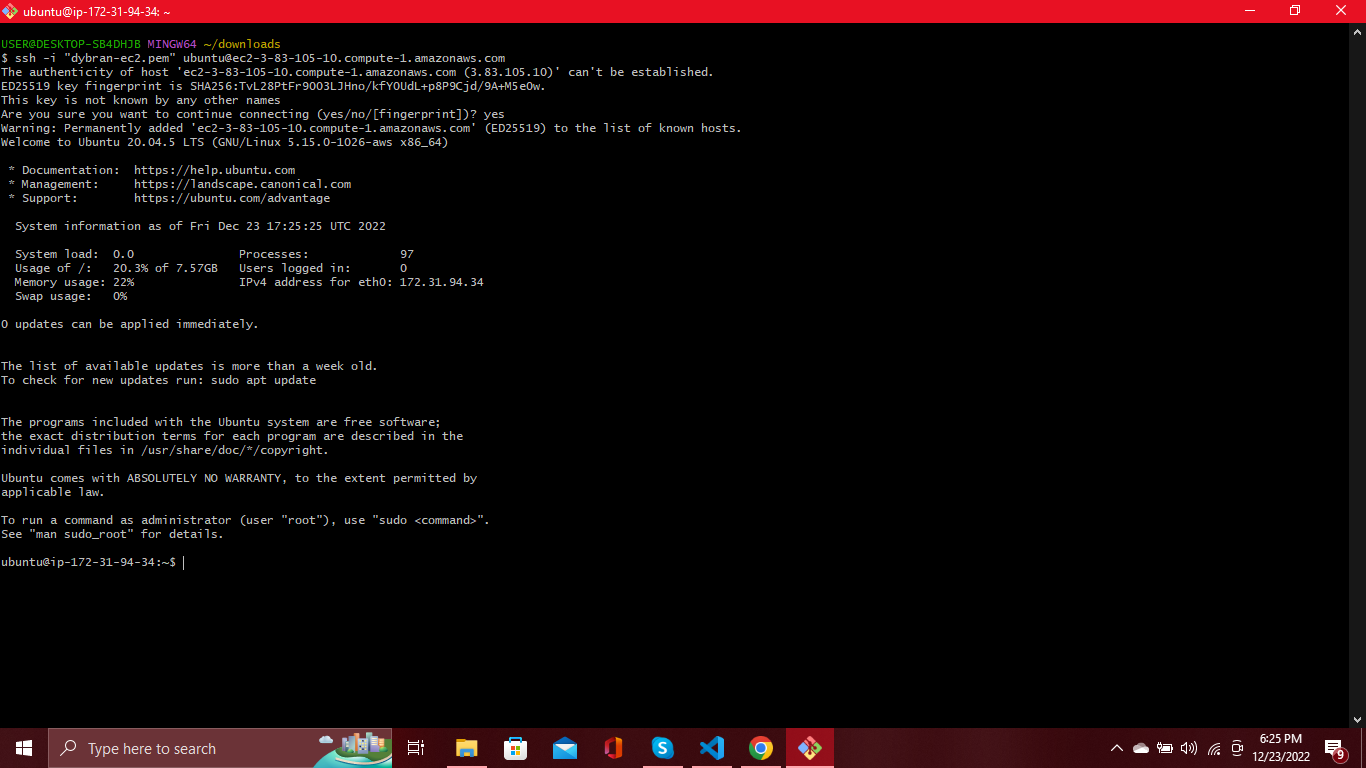 ubuntu@ip-172-31-94-34: ~
USER@DESKTOP-SB4DHJB MINGW64 ~/downloads
$ ssh -i "dybran-ec2.pem" ubuntu@ec2-3-83-105-10.compute-1.amazonaws.com
The authenticity of host 'ec2-3-83-105-10.compute-1.amazonaws.com (3.83.105.10)' can't be established.
ED25519 key fingerprint is SHA256:TvL28PtFr9OO3LJHno/kfYOUdL+p8P9Cjd/9A+M5eOw.
This key is not known by any other names
Are you sure you want to continue connecting (yes/no/[fingerprint])? yes
Warning: Permanently added 'ec2-3-83-105-10.compute-1.amazonaws.com' (ED25519) to the list of known hosts.
Welcome to Ubuntu 20.04.5 LTS (GNU/Linux 5.15.0-1026-aws x86_64)
* Documentation:  https://help.ubuntu.com
* Management:     https://landscape.canonical.com
* Support:        https://ubuntu.com/advantage
System information as of Fri Dec 23 17:25:25 UTC 2022
System load:  0.0               Processes:             97
Usage of /:   20.3% of 7.57GB   Users logged in:       0
Memory usage: 22%               IPv4 address for eth0: 172.31.94.34
Swap usage:   0%
0 updates can be applied immediately.
The list of available updates is more than a week old.
To check for new updates run: sudo apt update
The programs included with the Ubuntu system are free software;
the exact distribution terms for each program are described in the
individual files in /usr/share/doc/*/copyright.
Ubuntu comes with ABSOLUTELY NO WARRANTY, to the extent permitted by
applicable law.
To run a command as administrator (user "root"), use "sudo <command>".
See "man sudo_root" for details.
ubuntu@ip-172-31-94-34:~$
Type here to search
6:25 PM
12/23/2022
9